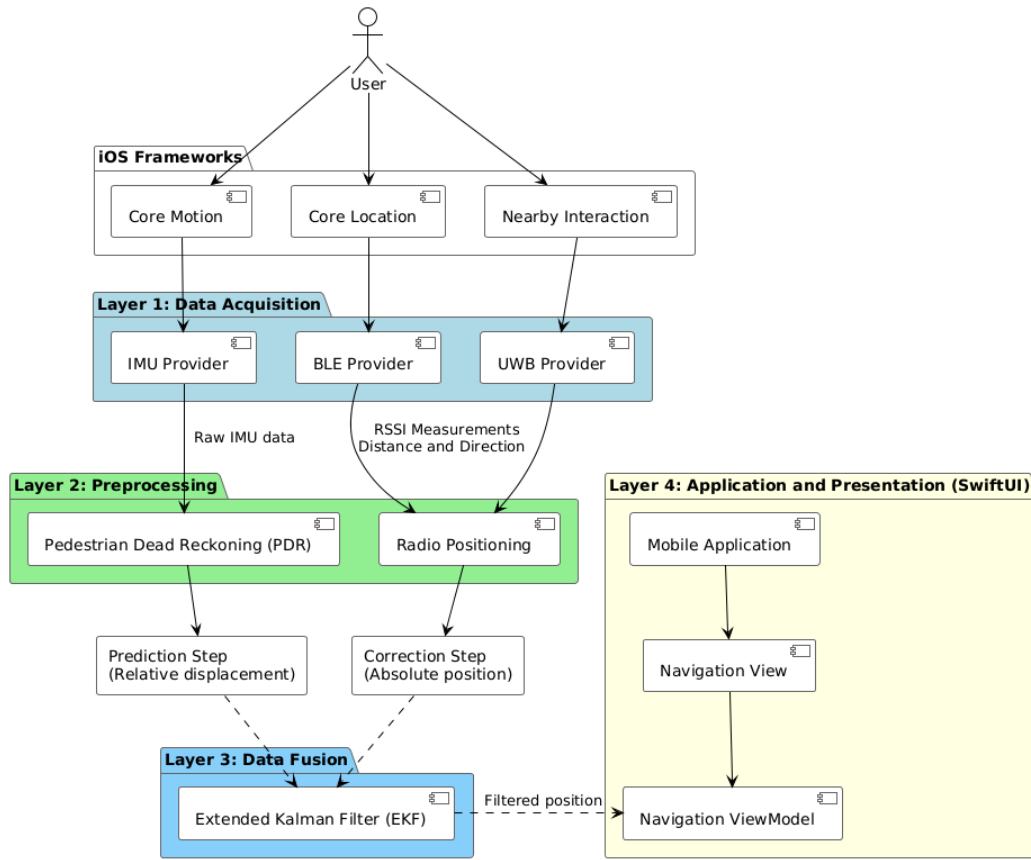 User
iOS Frameworks
Core Motion
Core Location
Nearby Interaction
Layer 1: Data Acquisition
IMU Provider
BLE Provider
UWB Provider
Raw IMU data
RSSI Measurements
Distance and Direction
Layer 2: Preprocessing
Pedestrian Dead Reckoning (PDR)
Radio Positioning
Prediction Step
(Relative displacement)
Correction Step
(Absolute position)
Layer 3: Data Fusion
Extended Kalman Filter (EKF)
Filtered position
Layer 4: Application and Presentation (SwiftUI)
Mobile Application
Navigation View
Navigation ViewModel